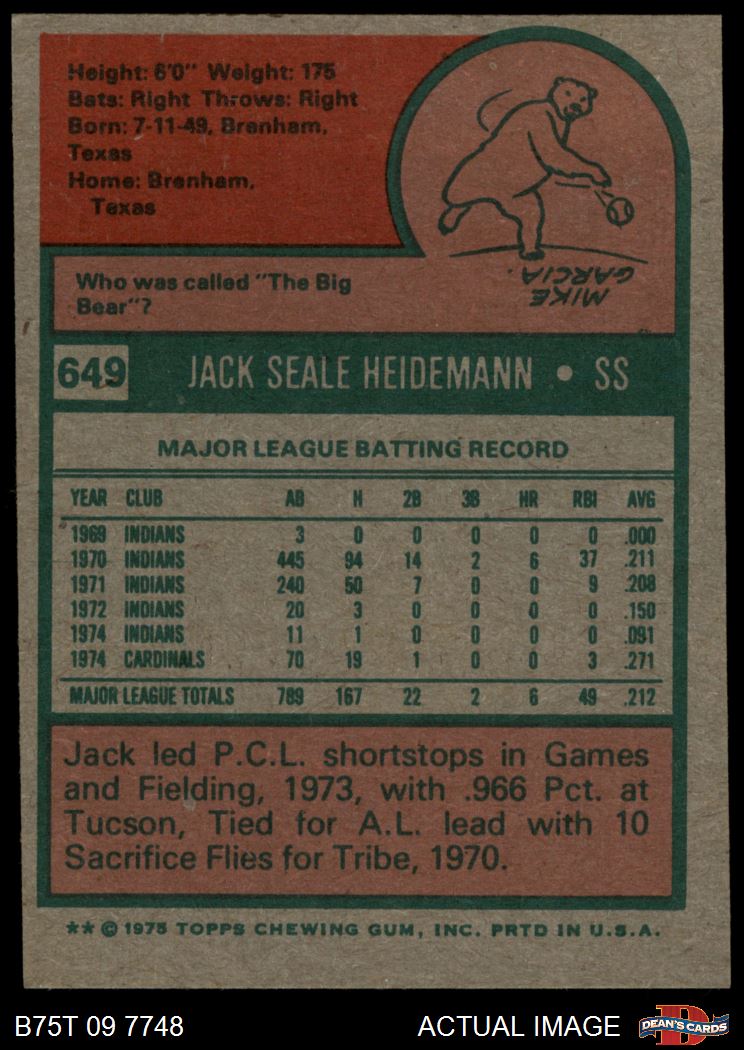 Height: 6'0" Weight: 175
Bats: Right Throws: Right
Born: 7-11-49, Brenham,
Texas
Home: Brenham,
Texas
MIKE
GARCIA.
Who was called "The Big
Bear"?
649 JACK SEALE HEIDEMANN • SS
MAJOR LEAGUE BATTING RECORD
YEAR CLUB AB H 2B 3B HR RBI AVG
1969 INDIANS 3 0 0 0 0 0 .000
1970 INDIANS 445 94 14 2 6 37 .211
1971 INDIANS 240 50 7 0 0 9 .208
1972 INDIANS 20 3 0 0 0 0 .150
1974 INDIANS 11 1 0 0 0 0 .091
1974 CARDINALS 70 19 1 0 0 3 .271
MAJOR LEAGUE TOTALS 789 167 22 2 6 49 .212
Jack led P.C.L. shortstops in Games
and Fielding, 1973, with .966 Pct. at
Tucson, Tied for A.L. lead with 10
Sacrifice Flies for Tribe, 1970.
** © 1975 TOPPS CHEWING GUM, INC. PRTD IN U.S.A.
B75T 09 7748 ACTUAL IMAGE DEAN'S CARDS